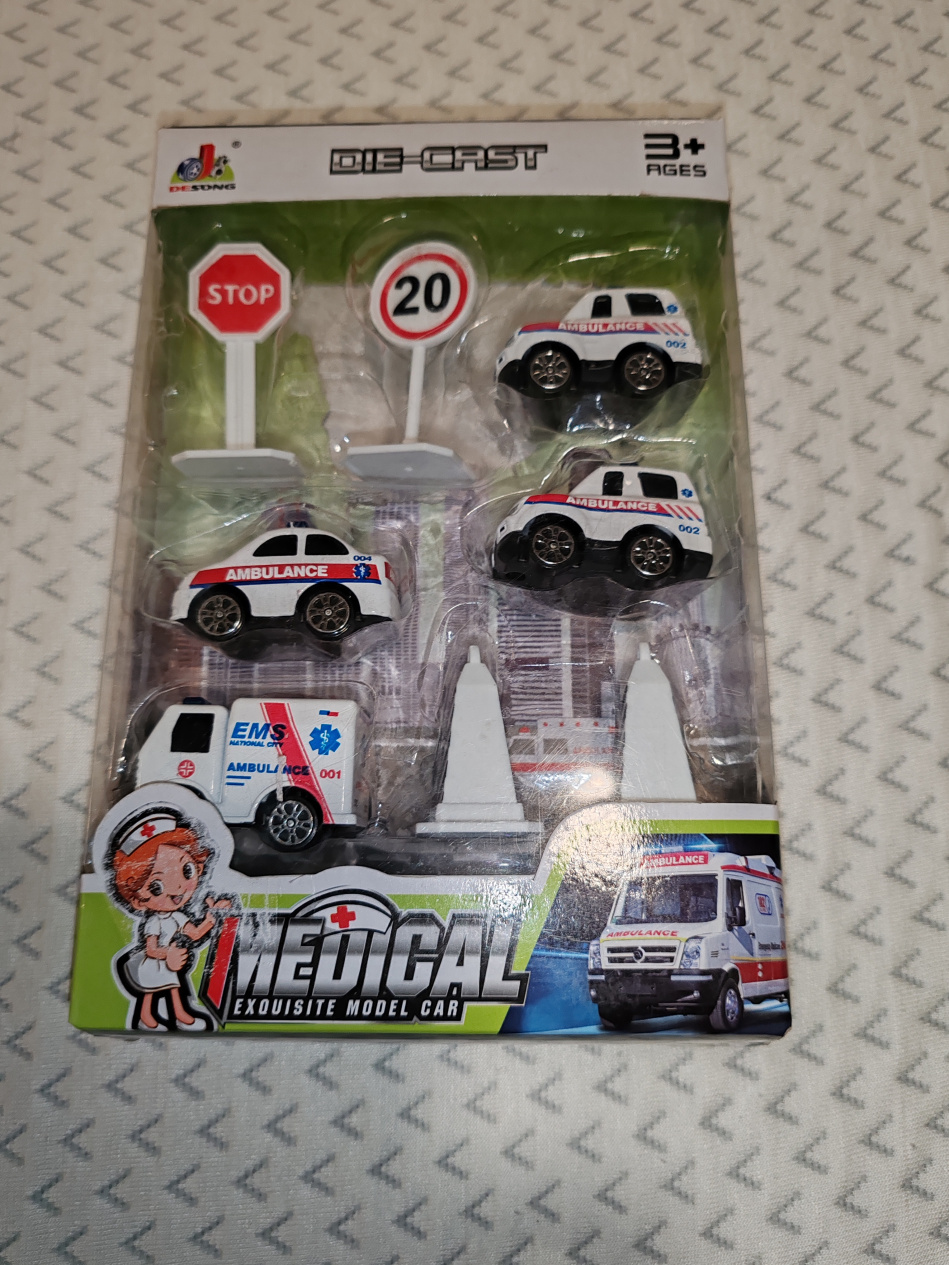 DESONG
®
DIE-CAST
3+
AGES
STOP
20
AMBULANCE
002
AMBULANCE
002
004
AMBULANCE
EMS
NATIONAL CITY
AMBULANCE 001
AMBULANCE
AMBULANCE
MEDICAL
EXQUISITE MODEL CAR